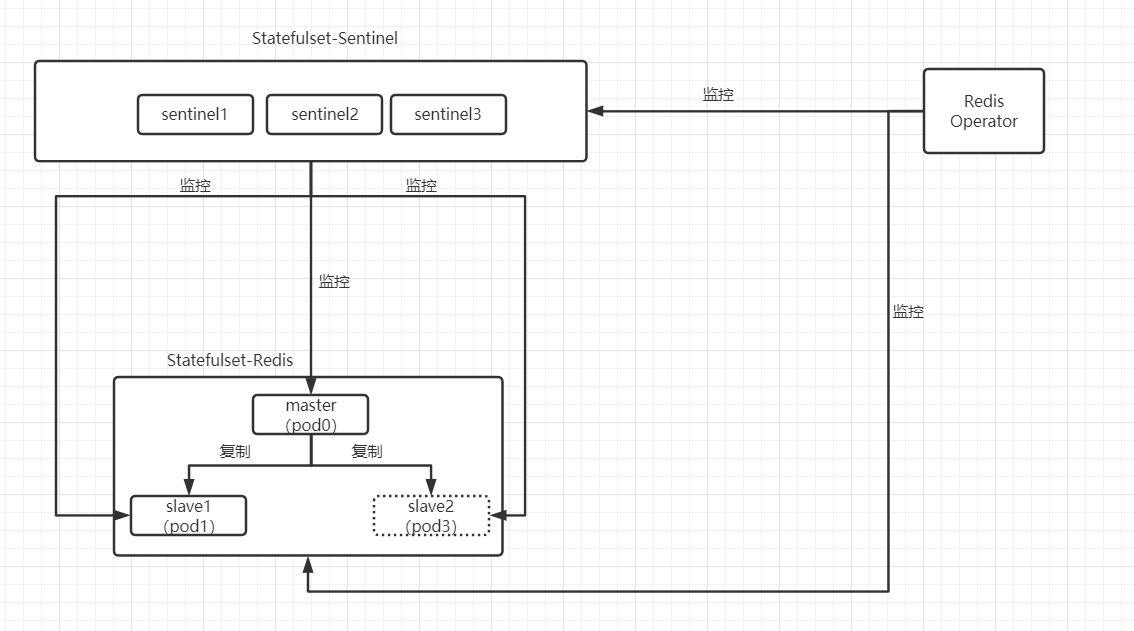 Statefulset-Sentinel
sentinel1
sentinel2
sentinel3
监控
Redis
Operator
监控
监控
监控
监控
Statefulset-Redis
master
(pod0)
复制
复制
slave1
(pod1)
slave2
(pod3)